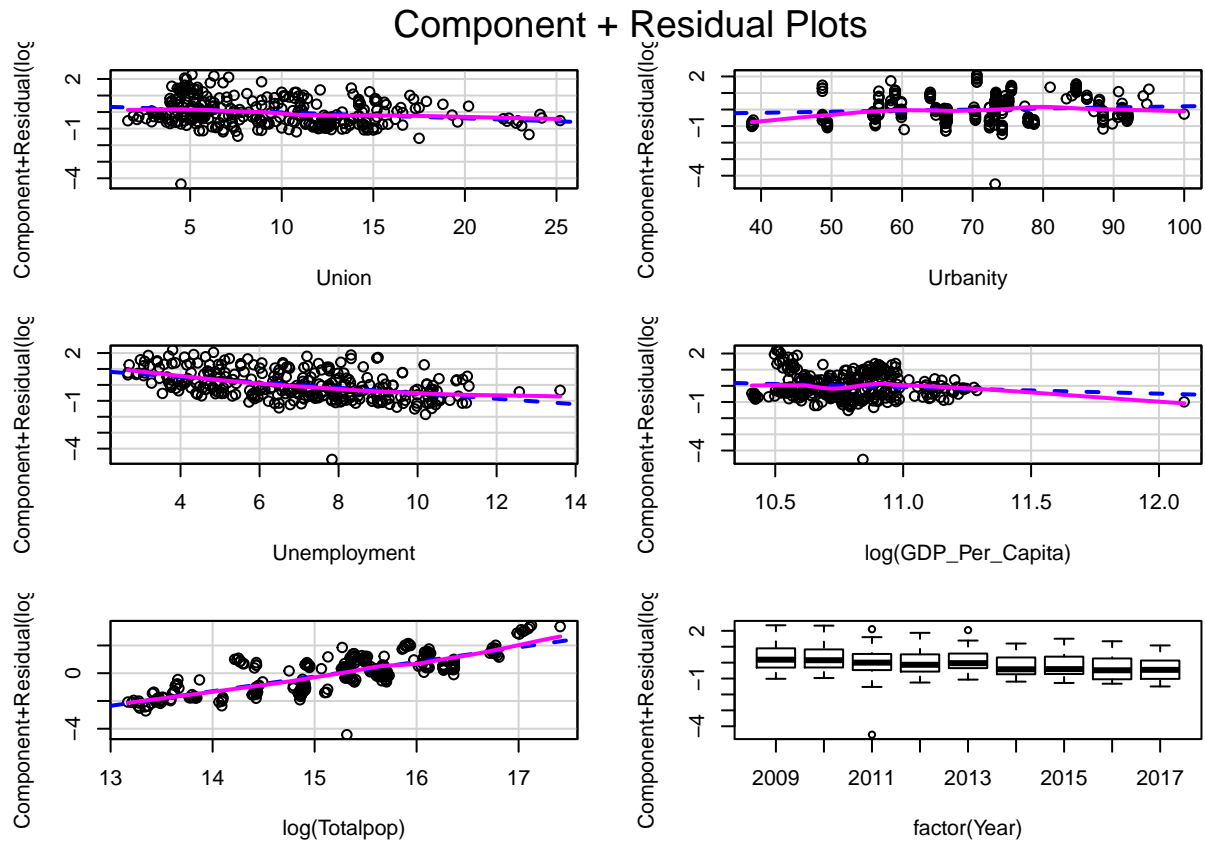 Component + Residual Plots
Component+Residual(log
2
−1
−4
5 10 15 20 25
Union
Component+Residual(log
2
−1
−4
40 50 60 70 80 90 100
Urbanity
Component+Residual(log
2
−1
−4
4 6 8 10 12 14
Unemployment
Component+Residual(log
2
−1
−4
10.5 11.0 11.5 12.0
log(GDP_Per_Capita)
Component+Residual(log
0
−4
13 14 15 16 17
log(Totalpop)
Component+Residual(log
2
−1
−4
2009 2011 2013 2015 2017
factor(Year)